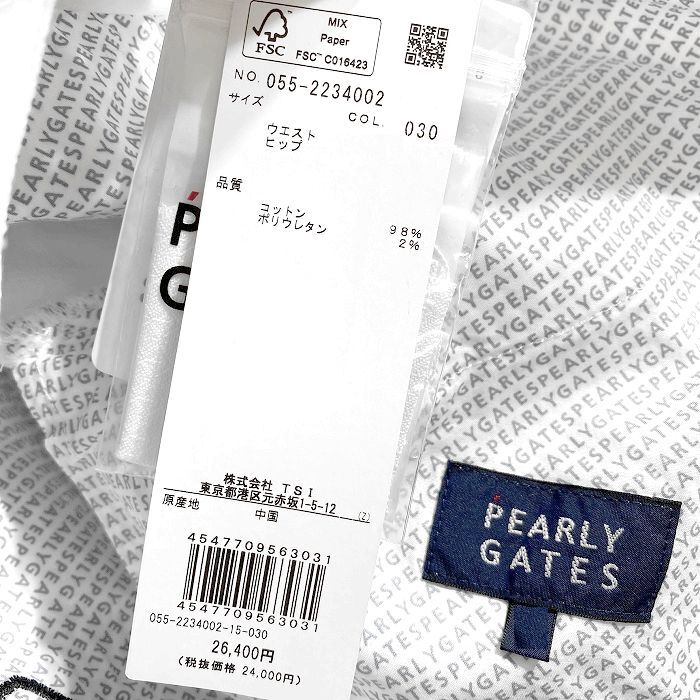 FSC
MIX
Paper
FSC™ C016423
NO. 055-2234002
サイズ
COL. 030
ウエスト
ヒップ
品質
コットン 98%
ポリウレタン 2%
株式会社 TSI
東京都港区元赤坂1-5-12 (Z)
原産地 中国
4547709563031
4547709563031
055-2234002-15-030
26,400円
(税抜価格 24,000円)
PEARLY
GATES